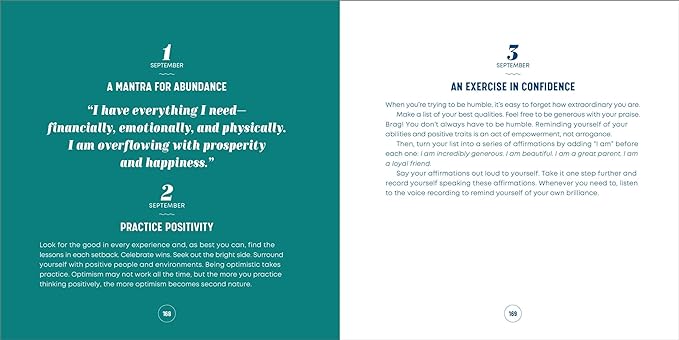 1
SEPTEMBER
A MANTRA FOR ABUNDANCE
“I have everything I need—
financially, emotionally, and physically.
I am overflowing with prosperity
and happiness.”
2
SEPTEMBER
PRACTICE POSITIVITY
Look for the good in every experience and, as best you can, find the
lessons in each setback. Celebrate wins. Seek out the bright side. Surround
yourself with positive people and environments. Being optimistic takes
practice. Optimism may not work all the time, but the more you practice
thinking positively, the more optimism becomes second nature.
168
3
SEPTEMBER
AN EXERCISE IN CONFIDENCE
When you’re trying to be humble, it’s easy to forget how extraordinary you are.
Make a list of your best qualities. Feel free to be generous with your praise.
Brag! You don’t always have to be humble. Reminding yourself of your
abilities and positive traits is an act of empowerment, not arrogance.
Then, turn your list into a series of affirmations by adding “I am” before
each one. I am incredibly generous. I am beautiful. I am a great parent. I am
a loyal friend.
Say your affirmations out loud to yourself. Take it one step further and
record yourself speaking these affirmations. Whenever you need to, listen
to the voice recording to remind yourself of your own brilliance.
169